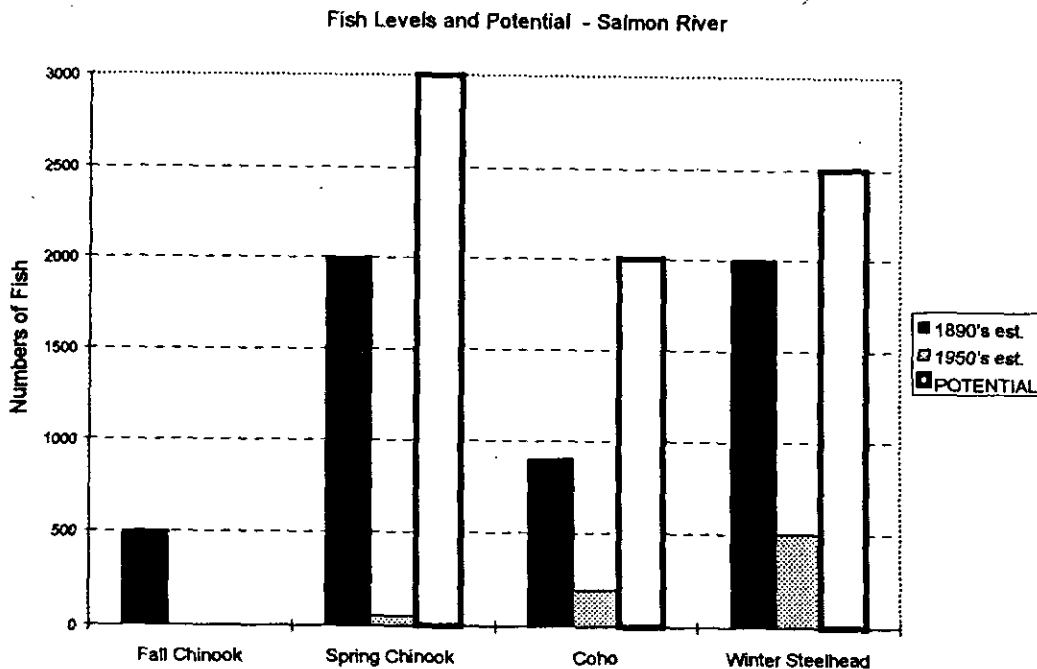 Fish Levels and Potential - Salmon River
3000
2500
2000
1500
1000
500
0
Numbers of Fish
Fall Chinook
Spring Chinook
Coho
Winter Steelhead
1890's est.
1950's est.
POTENTIAL